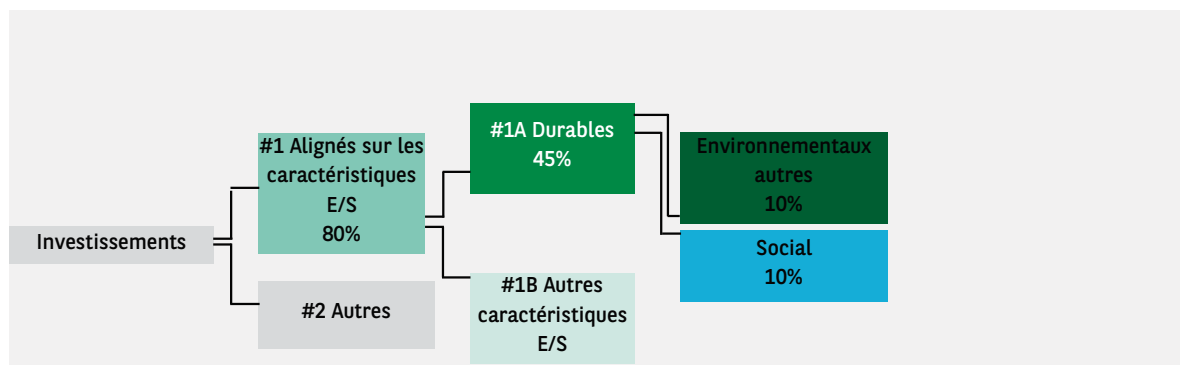 Investissements
#1 Alignés sur les
caractéristiques
E/S
80%
#2 Autres
#1A Durables
45%
#1B Autres
caractéristiques
E/S
Environnementaux
autres
10%
Social
10%